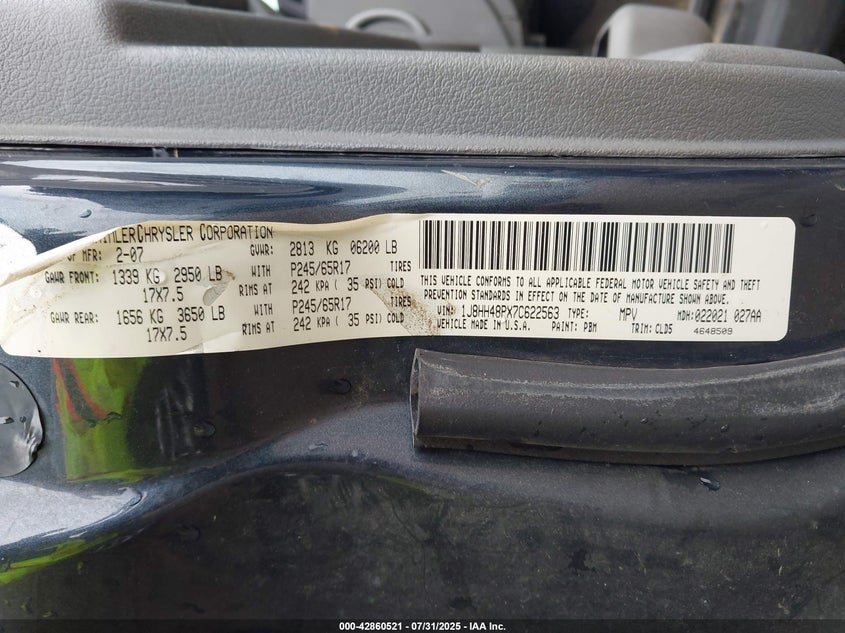 IMLERCHRYSLER CORPORATION
OF MFR: 2-07 GVWR: 2813 KG 06200 LB
GAWR FRONT: 1339 KG 2950 LB WITH P245/65R17 TIRES
17X7.5 RIMS AT 242 KPA ( 35 PSI) COLD
GAWR REAR: 1656 KG 3650 LB WITH P245/65R17 TIRES
17X7.5 RIMS AT 242 KPA ( 35 PSI) COLD
THIS VEHICLE CONFORMS TO ALL APPLICABLE FEDERAL MOTOR VEHICLE SAFETY AND THEFT
PREVENTION STANDARDS IN EFFECT ON THE DATE OF MANUFACTURE SHOWN ABOVE.
VIN: 1J8HH48PX7C622563 TYPE: MPV MDH: 022021 027AA
VEHICLE MADE IN U.S.A. PAINT: PBM TRIM: CLD5 4648509
000-42860521 / 07/31/2025 - IAA Inc.